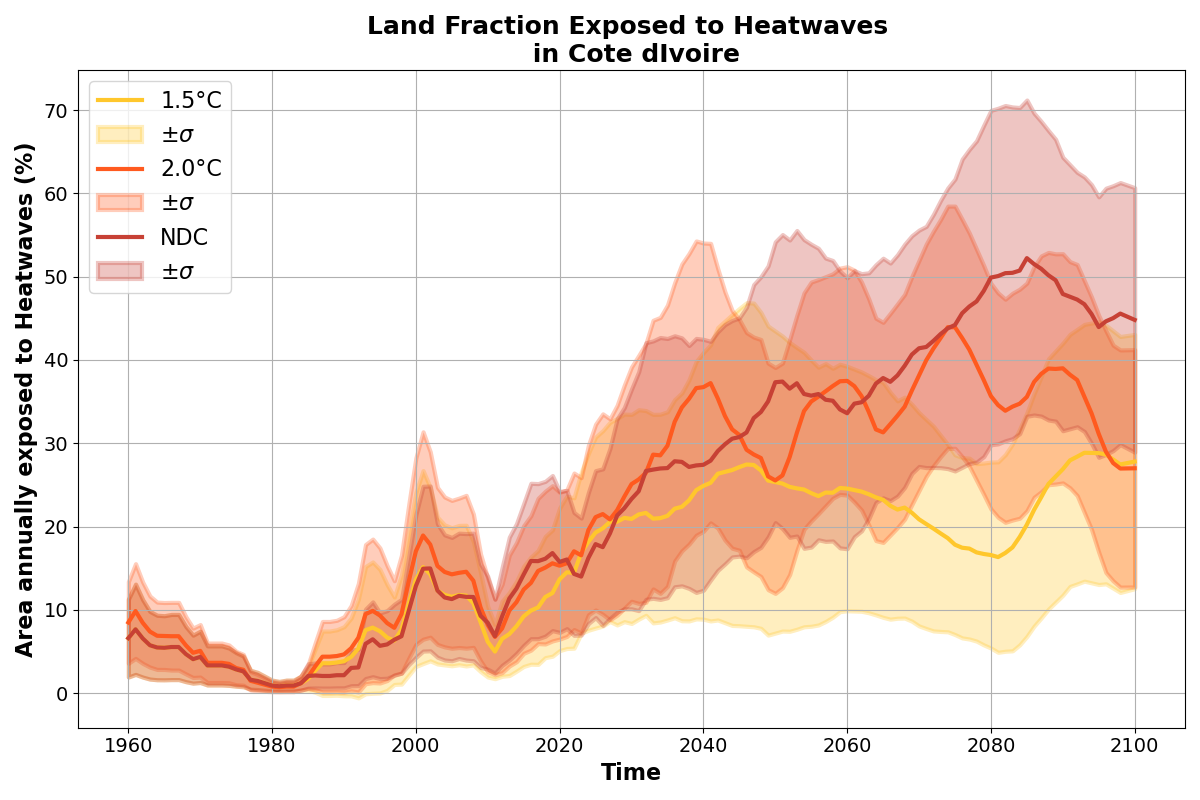 Land Fraction Exposed to Heatwaves
in Cote dIvoire
Area annually exposed to Heatwaves (%)
70
60
50
40
30
20
10
0
1.5°C
±σ
2.0°C
±σ
NDC
±σ
1960
1980
2000
2020
2040
2060
2080
2100
Time